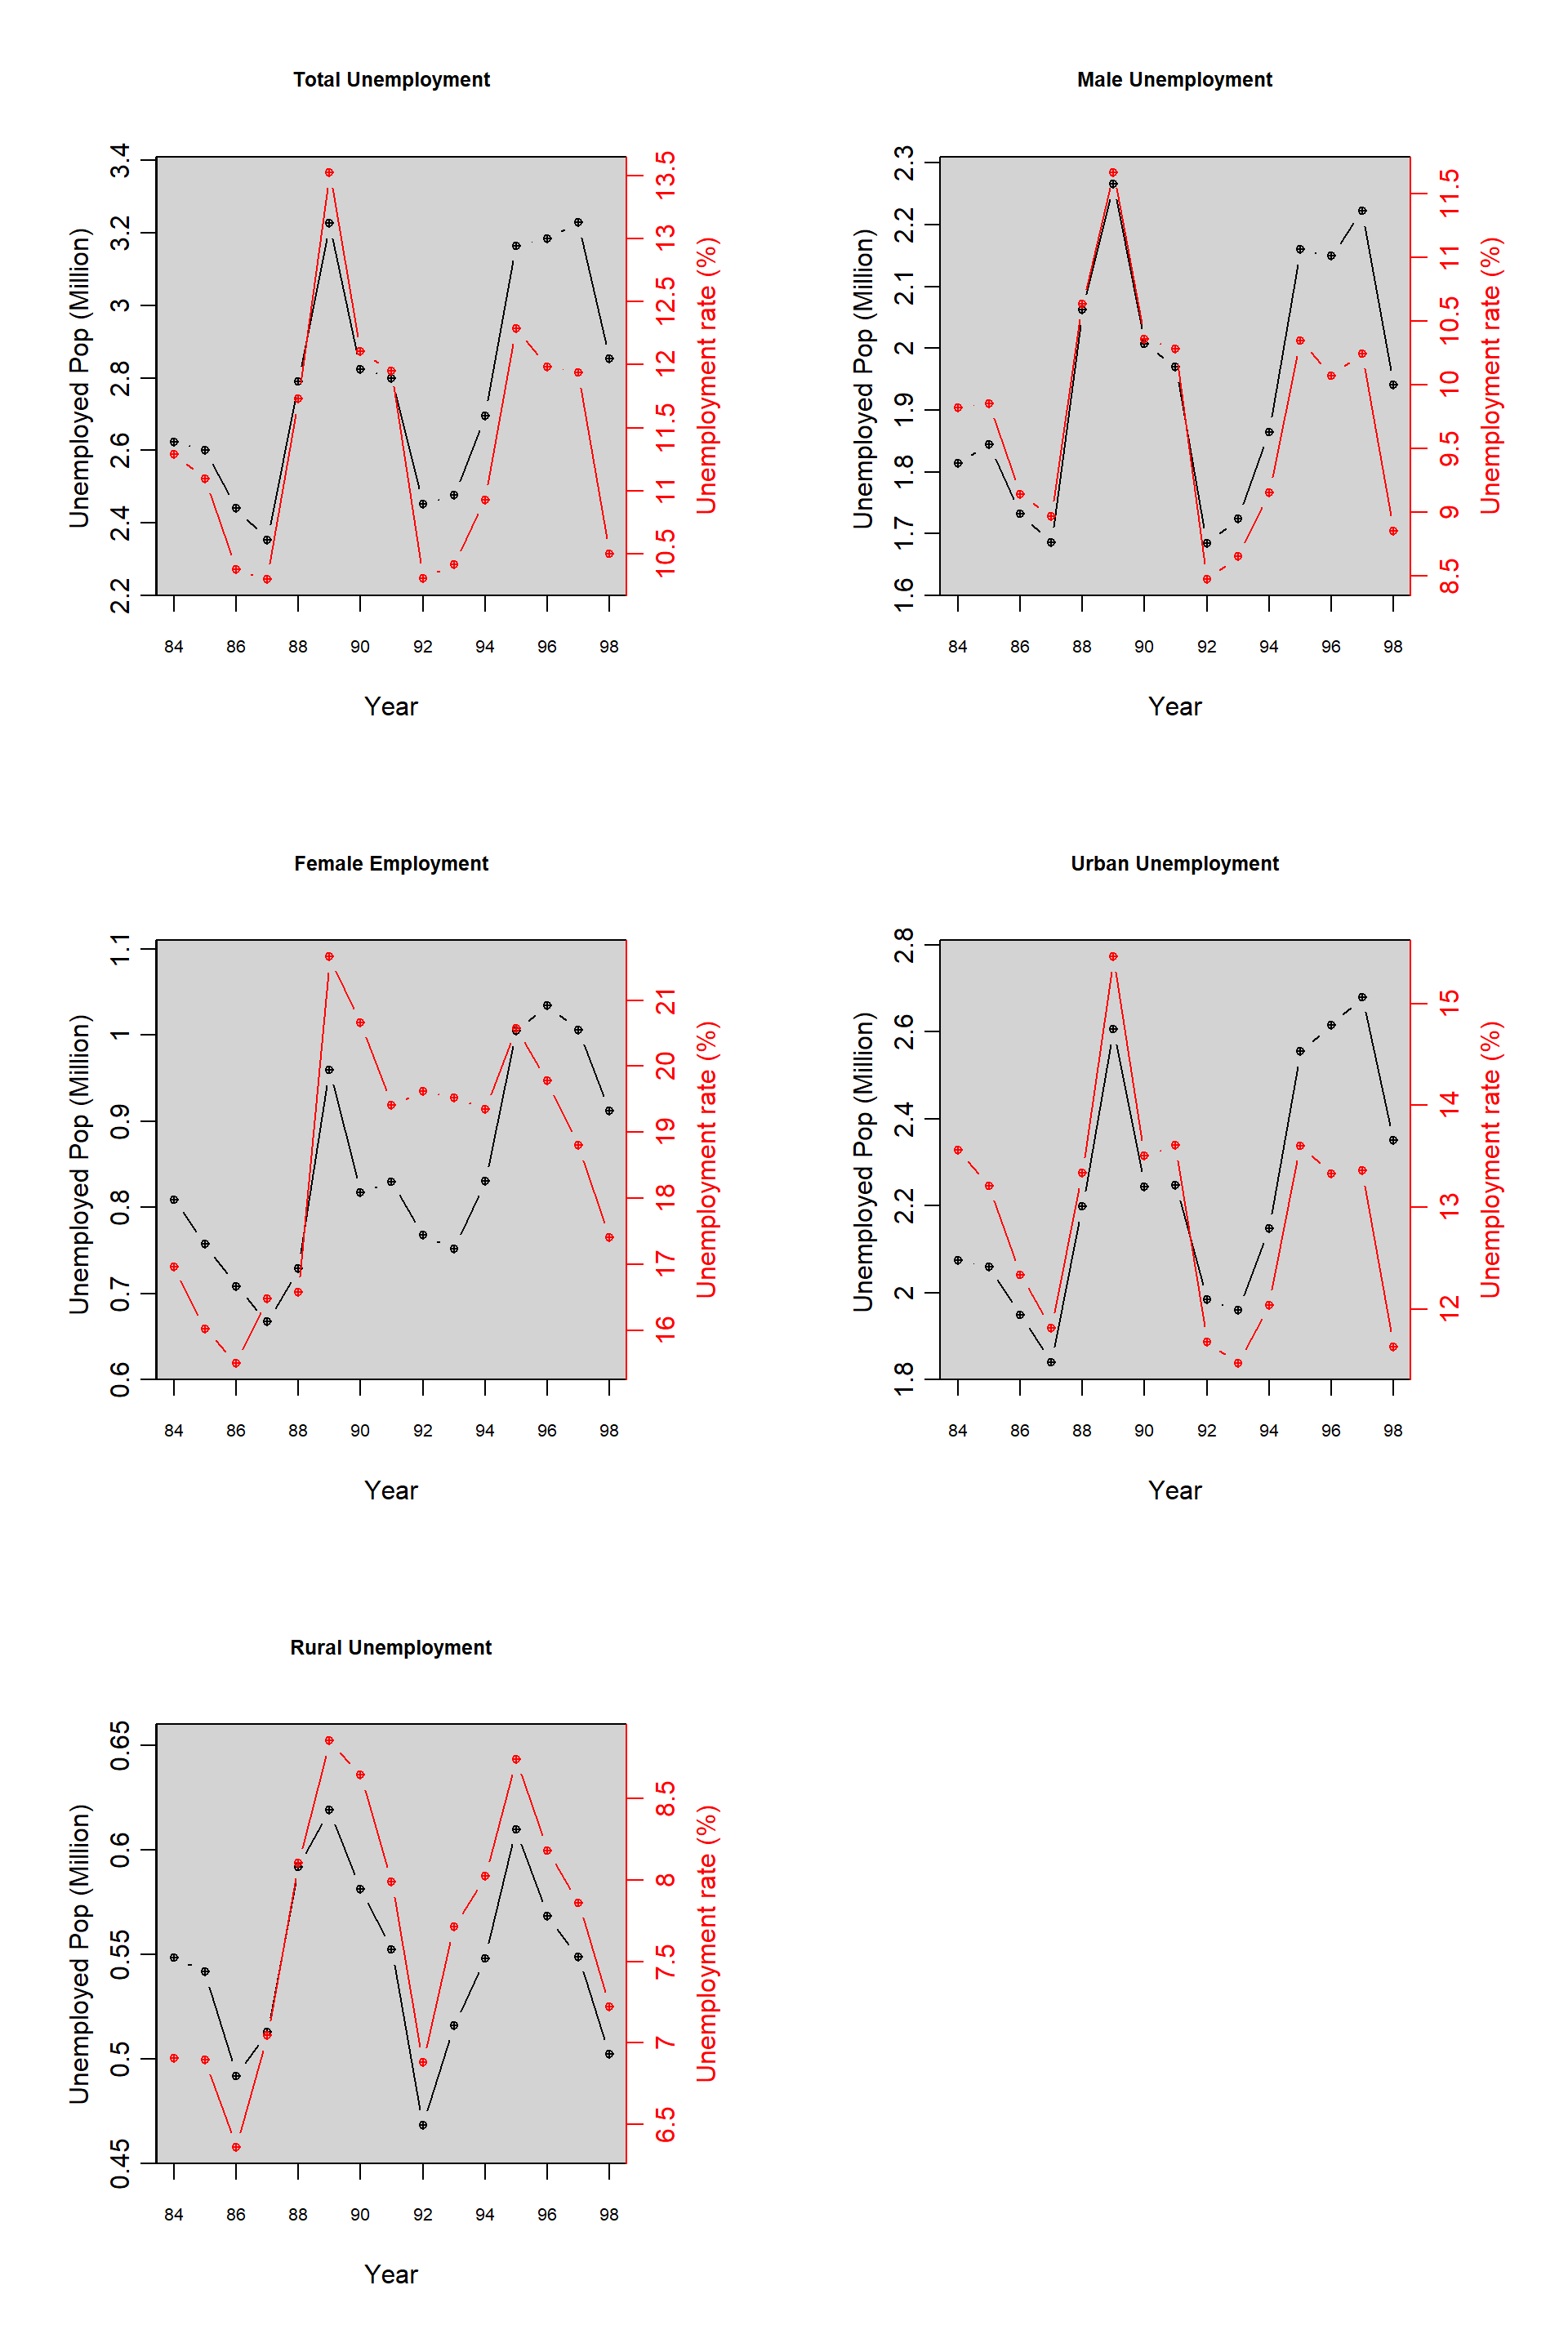 Total Unemployment
Unemployed Pop (Million)
3.4
3.2
3
2.8
2.6
2.4
2.2
13.5
13
12.5
12
11.5
11
10.5
Unemployment rate (%)
84 86 88 90 92 94 96 98
Year
Male Unemployment
Unemployed Pop (Million)
2.3
2.2
2.1
2
1.9
1.8
1.7
1.6
11.5
11
10.5
10
9.5
9
8.5
Unemployment rate (%)
84 86 88 90 92 94 96 98
Year
Female Employment
Unemployed Pop (Million)
1.1
1
0.9
0.8
0.7
0.6
21
20
19
18
17
16
Unemployment rate (%)
84 86 88 90 92 94 96 98
Year
Urban Unemployment
Unemployed Pop (Million)
2.8
2.6
2.4
2.2
2
1.8
15
14
13
12
Unemployment rate (%)
84 86 88 90 92 94 96 98
Year
Rural Unemployment
Unemployed Pop (Million)
0.65
0.6
0.55
0.5
0.45
8.5
8
7.5
7
6.5
Unemployment rate (%)
84 86 88 90 92 94 96 98
Year